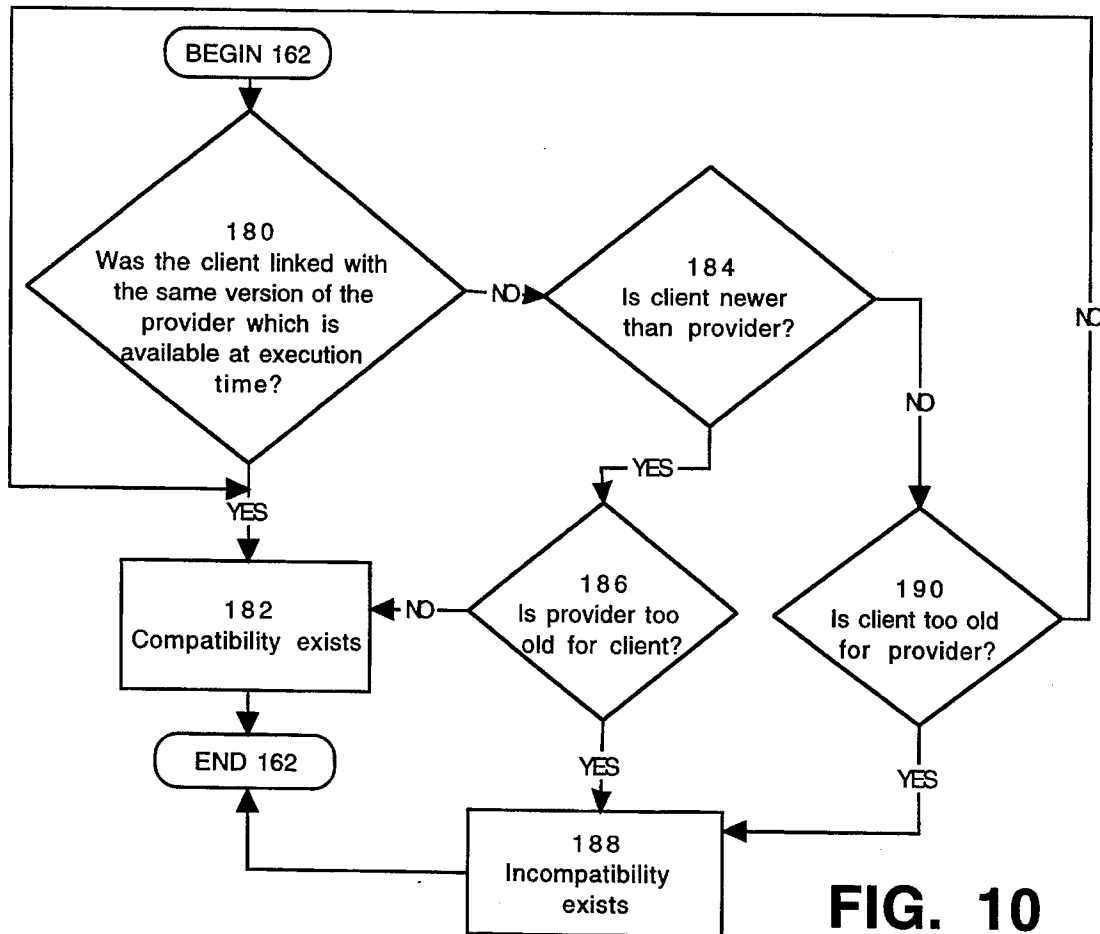 BEGIN 162
180
Was the client linked with
the same version of the
provider which is
available at execution
time?
NO
184
Is client newer
than provider?
NO
NO
YES
YES
182
Compatibility exists
NO
186
Is provider too
old for client?
190
Is client too old
for provider?
END 162
YES
YES
188
Incompatibility
exists
FIG. 10